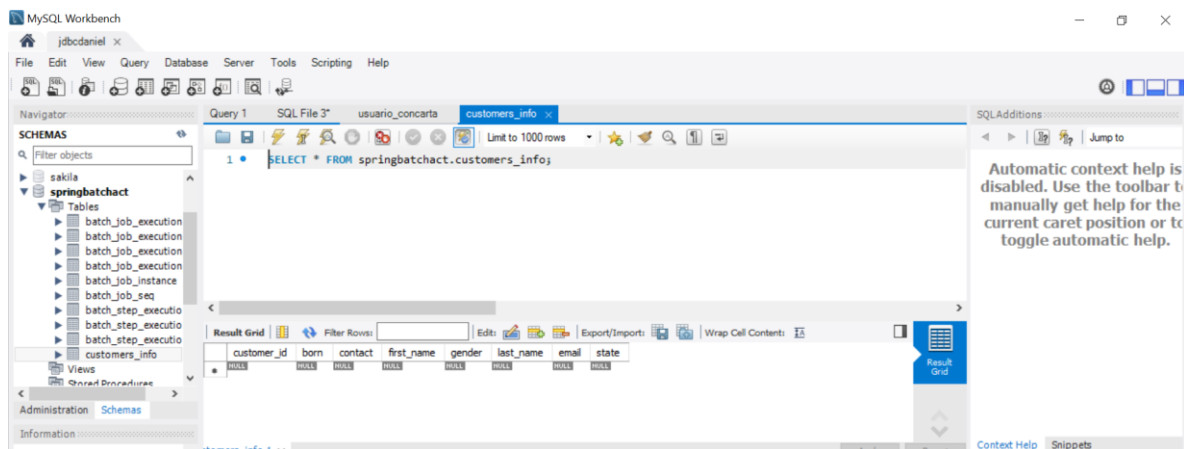 MySQL Workbench
jdbcdaniel
File Edit View Query Database Server Tools Scripting Help
Navigator
SCHEMAS
Filter objects
sakila
springbatchact
Tables
batch_job_execution
batch_job_execution
batch_job_execution
batch_job_execution
batch_job_instance
batch_job_seq
batch_step_executio
batch_step_executio
batch_step_executio
customers_info
Views
Stored Procedures
Administration Schemas
Information
Query 1 SQL File 3* usuario_concarta customers_info
Limit to 1000 rows
1 SELECT * FROM springbatchact.customers_info;
Result Grid Filter Rows: Edit: Export/Import: Wrap Cell Content:
customer_id born contact first_name gender last_name email state
NULL NULL NULL NULL NULL NULL NULL NULL
Result
Grid
SQLAdditions
Jump to
Automatic context help is
disabled. Use the toolbar to
manually get help for the
current caret position or to
toggle automatic help.
Context Help Snippets